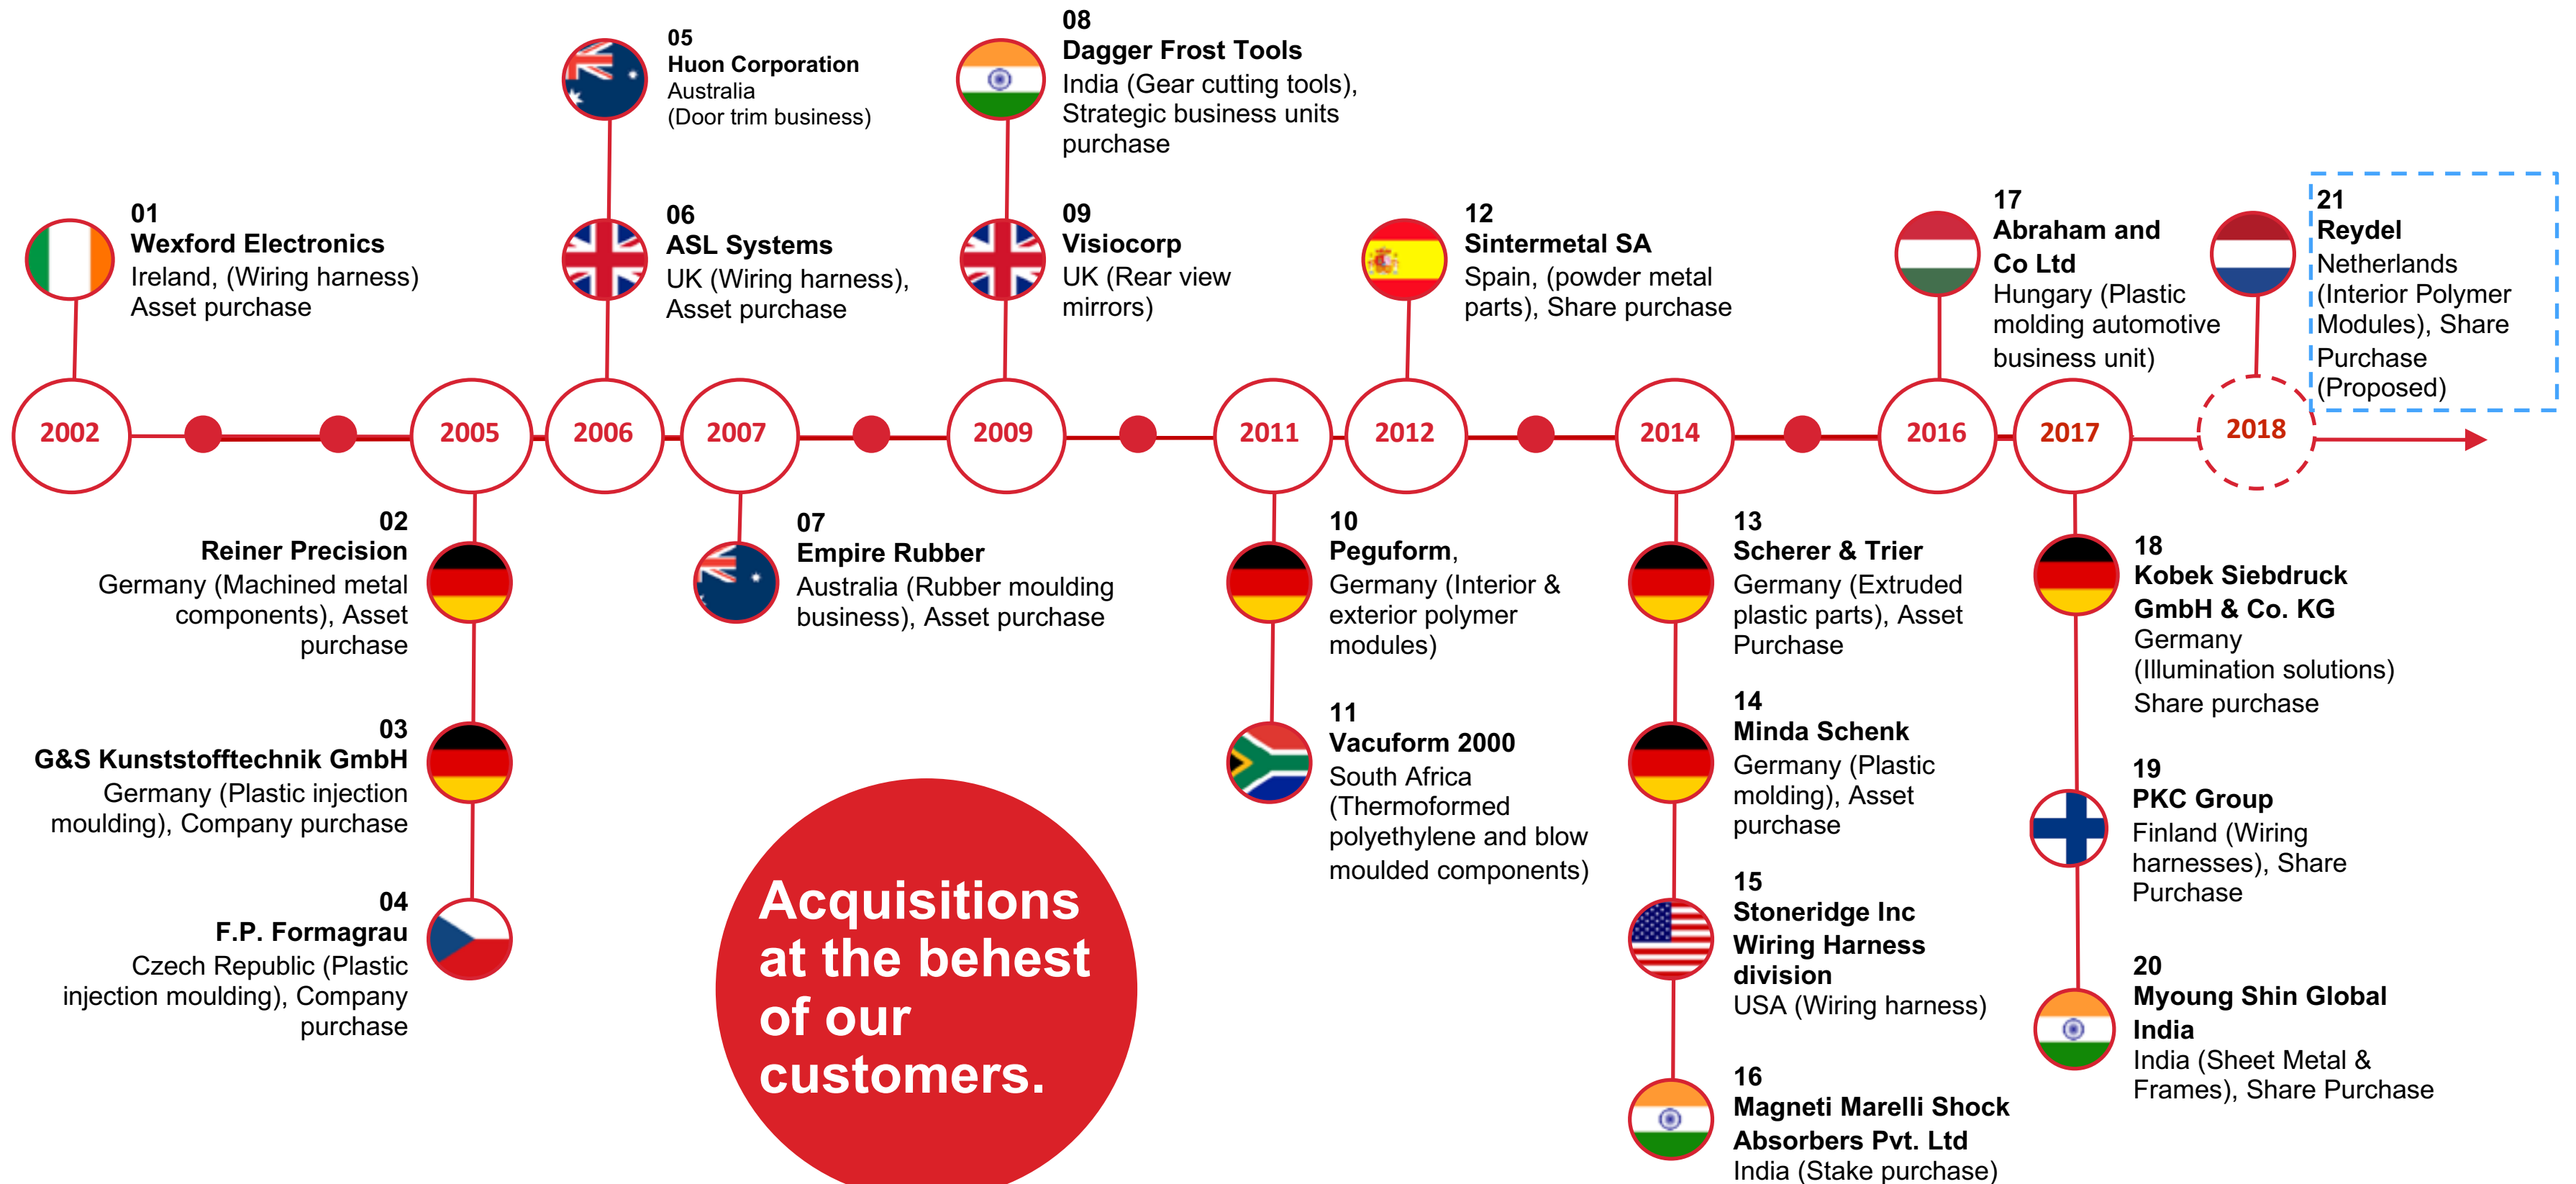 01
Wexford Electronics
Ireland, (Wiring harness)
Asset purchase
05
Huon Corporation
Australia
(Door trim business)
06
ASL Systems
UK (Wiring harness),
Asset purchase
08
Dagger Frost Tools
India (Gear cutting tools),
Strategic business units
purchase
09
Visiocorp
UK (Rear view
mirrors)
12
Sintermetal SA
Spain, (powder metal
parts), Share purchase
17
Abraham and
Co Ltd
Hungary (Plastic
molding automotive
business unit)
21
Reydel
Netherlands
(Interior Polymer
Modules), Share
Purchase
(Proposed)
2002
2005
2006
2007
2009
2011
2012
2014
2016
2017
2018
02
Reiner Precision
Germany (Machined metal
components), Asset
purchase
03
G&S Kunststofftechnik GmbH
Germany (Plastic injection
moulding), Company purchase
04
F.P. Formagrau
Czech Republic (Plastic
injection moulding), Company
purchase
07
Empire Rubber
Australia (Rubber moulding
business), Asset purchase
Acquisitions
at the behest
of our
customers.
10
Peguform,
Germany (Interior &
exterior polymer
modules)
11
Vacuform 2000
South Africa
(Thermoformed
polyethylene and blow
moulded components)
13
Scherer & Trier
Germany (Extruded
plastic parts), Asset
Purchase
14
Minda Schenk
Germany (Plastic
molding), Asset
purchase
15
Stoneridge Inc
Wiring Harness
division
USA (Wiring harness)
16
Magneti Marelli Shock
Absorbers Pvt. Ltd
India (Stake purchase)
18
Kobek Siebdruck
GmbH & Co. KG
Germany
(Illumination solutions)
Share purchase
19
PKC Group
Finland (Wiring
harnesses), Share
Purchase
20
Myoung Shin Global
India
India (Sheet Metal &
Frames), Share Purchase